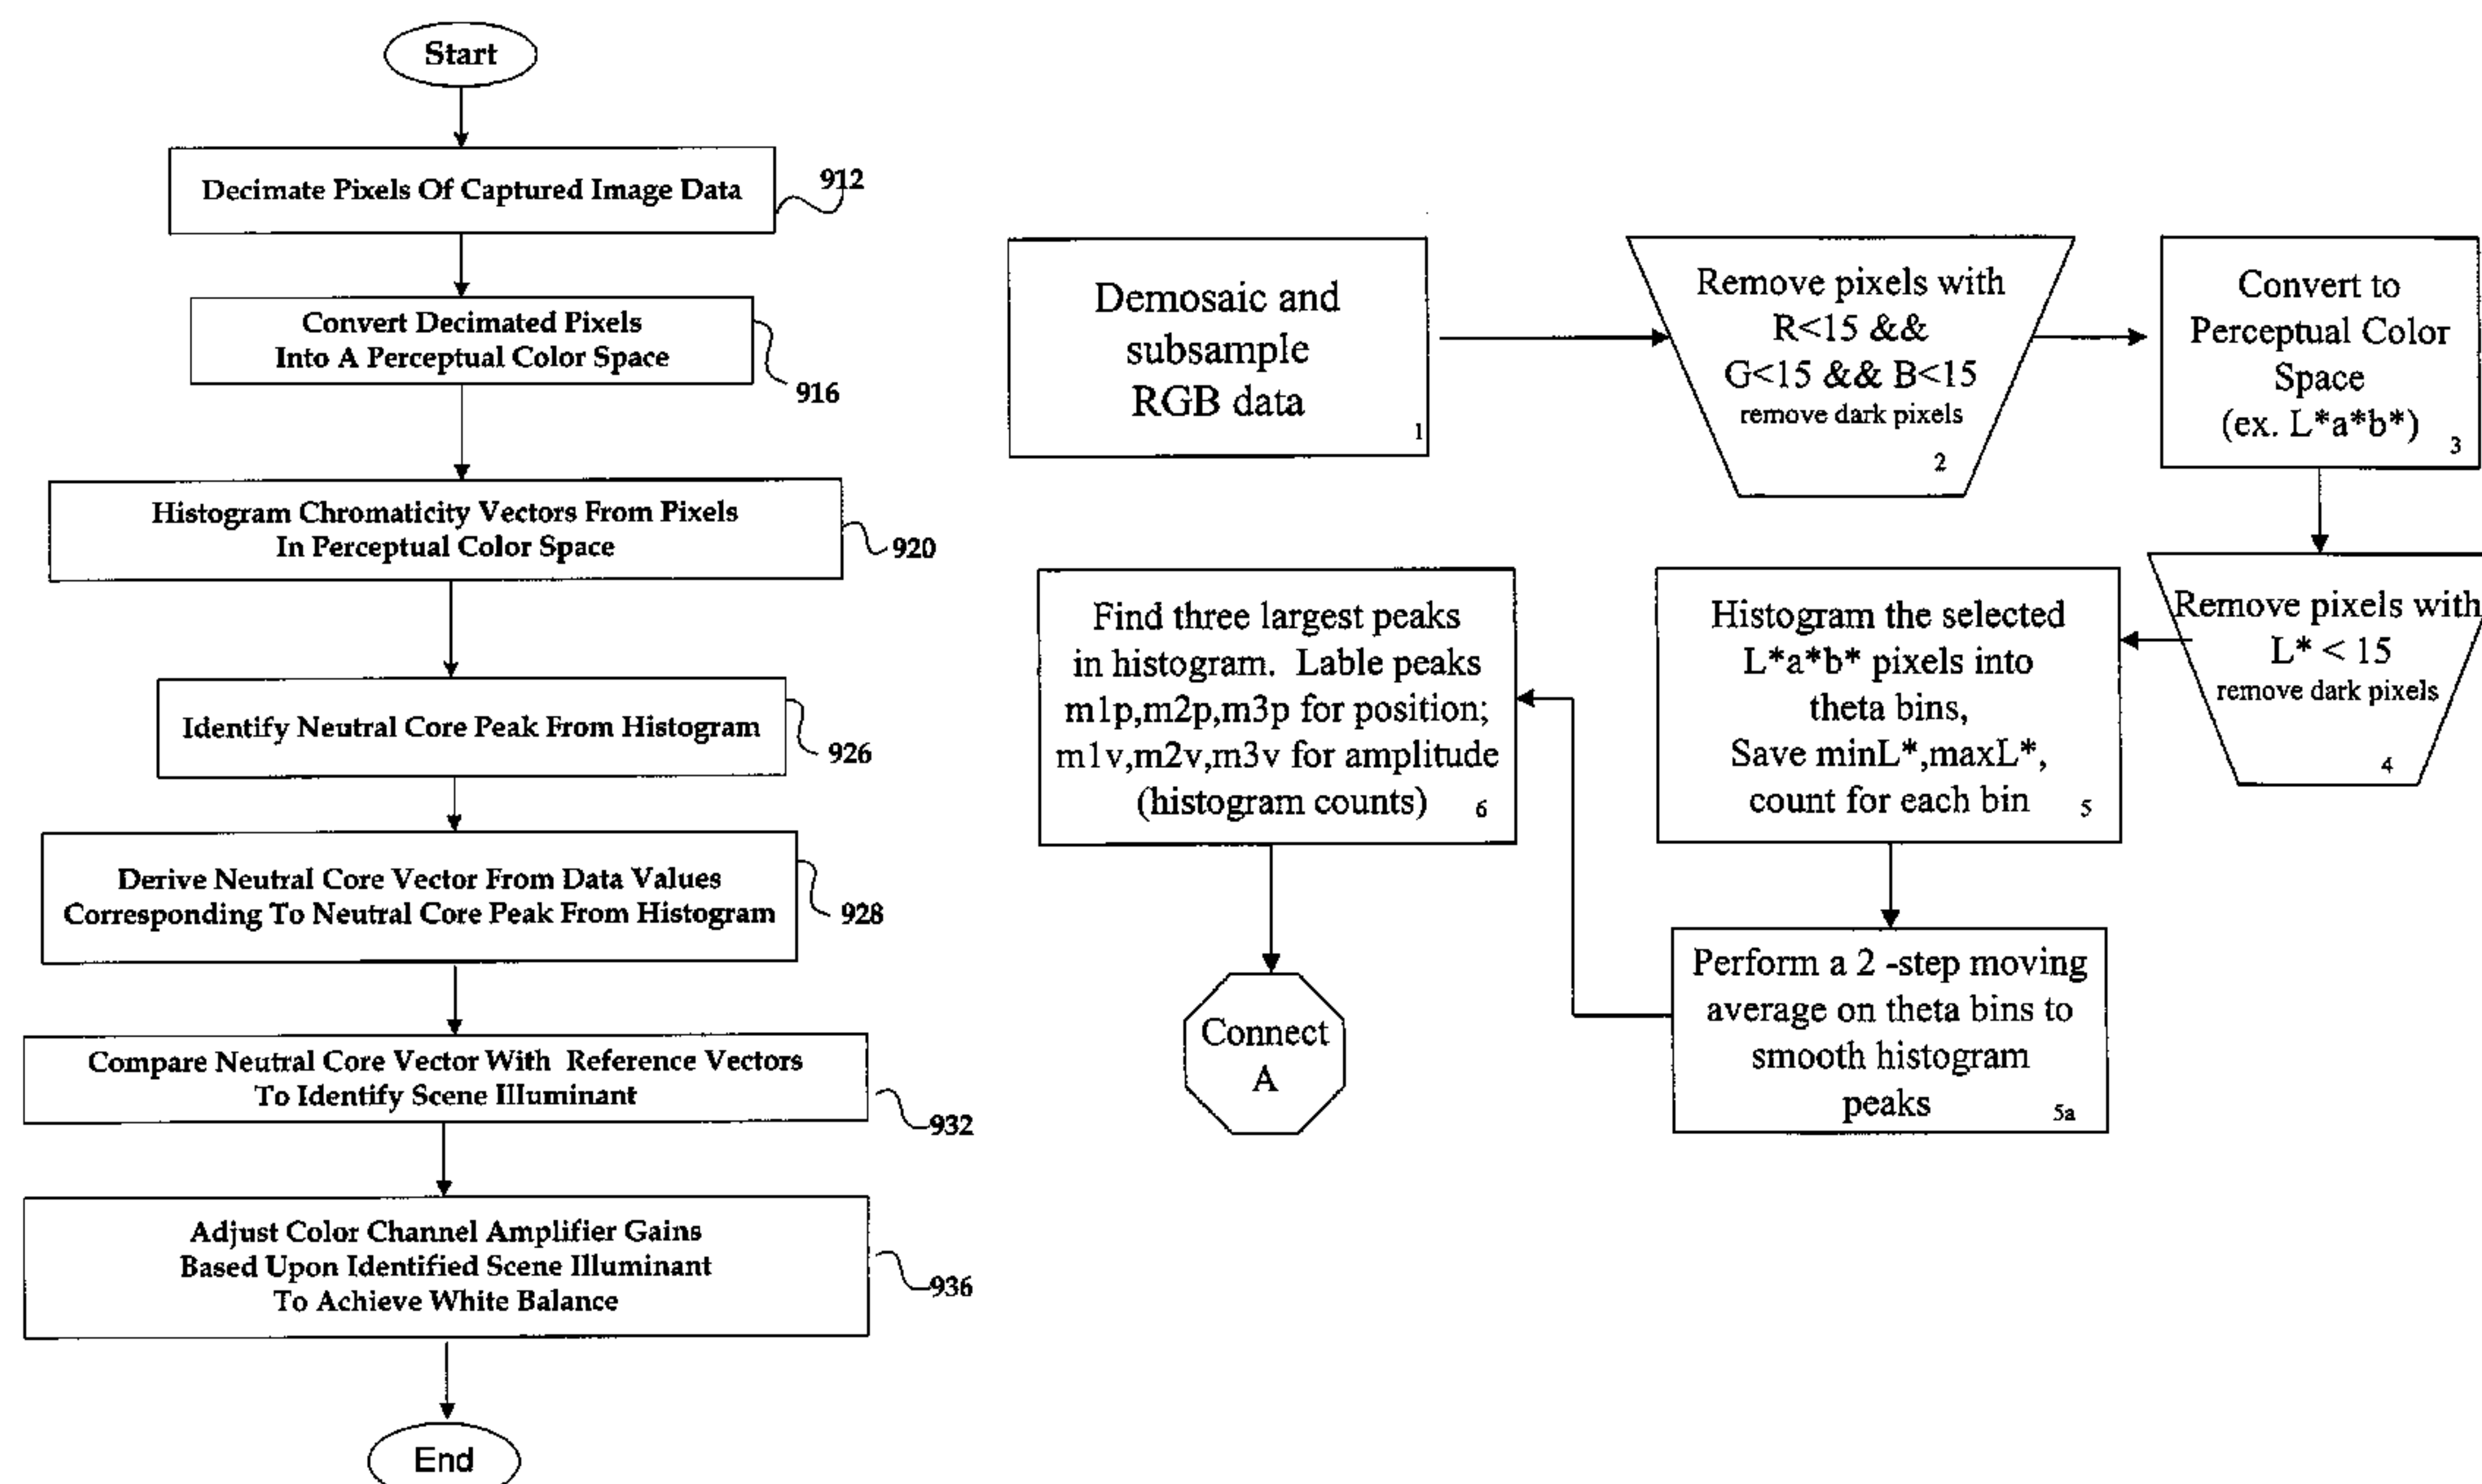 Start
Decimate Pixels Of Captured Image Data
912
Convert Decimated Pixels
Into A Perceptual Color Space
916
Histogram Chromaticity Vectors From Pixels
In Perceptual Color Space
920
Identify Neutral Core Peak From Histogram
926
Derive Neutral Core Vector From Data Values
Corresponding To Neutral Core Peak From Histogram
928
Compare Neutral Core Vector With Reference Vectors
To Identify Scene Illuminant
932
Adjust Color Channel Amplifier Gains
Based Upon Identified Scene Illuminant
To Achieve White Balance
936
End
Demosaic and
subsample
RGB data
1
Remove pixels with
R<15 &&
G<15 && B<15
remove dark pixels
2
Convert to
Perceptual Color
Space
(ex. L*a*b*)
3
Remove pixels with
L* < 15
remove dark pixels
4
Histogram the selected
L*a*b* pixels into
theta bins,
Save minL*,maxL*,
count for each bin
5
Perform a 2 -step moving
average on theta bins to
smooth histogram
peaks
5a
Find three largest peaks
in histogram. Lable peaks
m1p,m2p,m3p for position;
m1v,m2v,m3v for amplitude
(histogram counts)
6
Connect
A